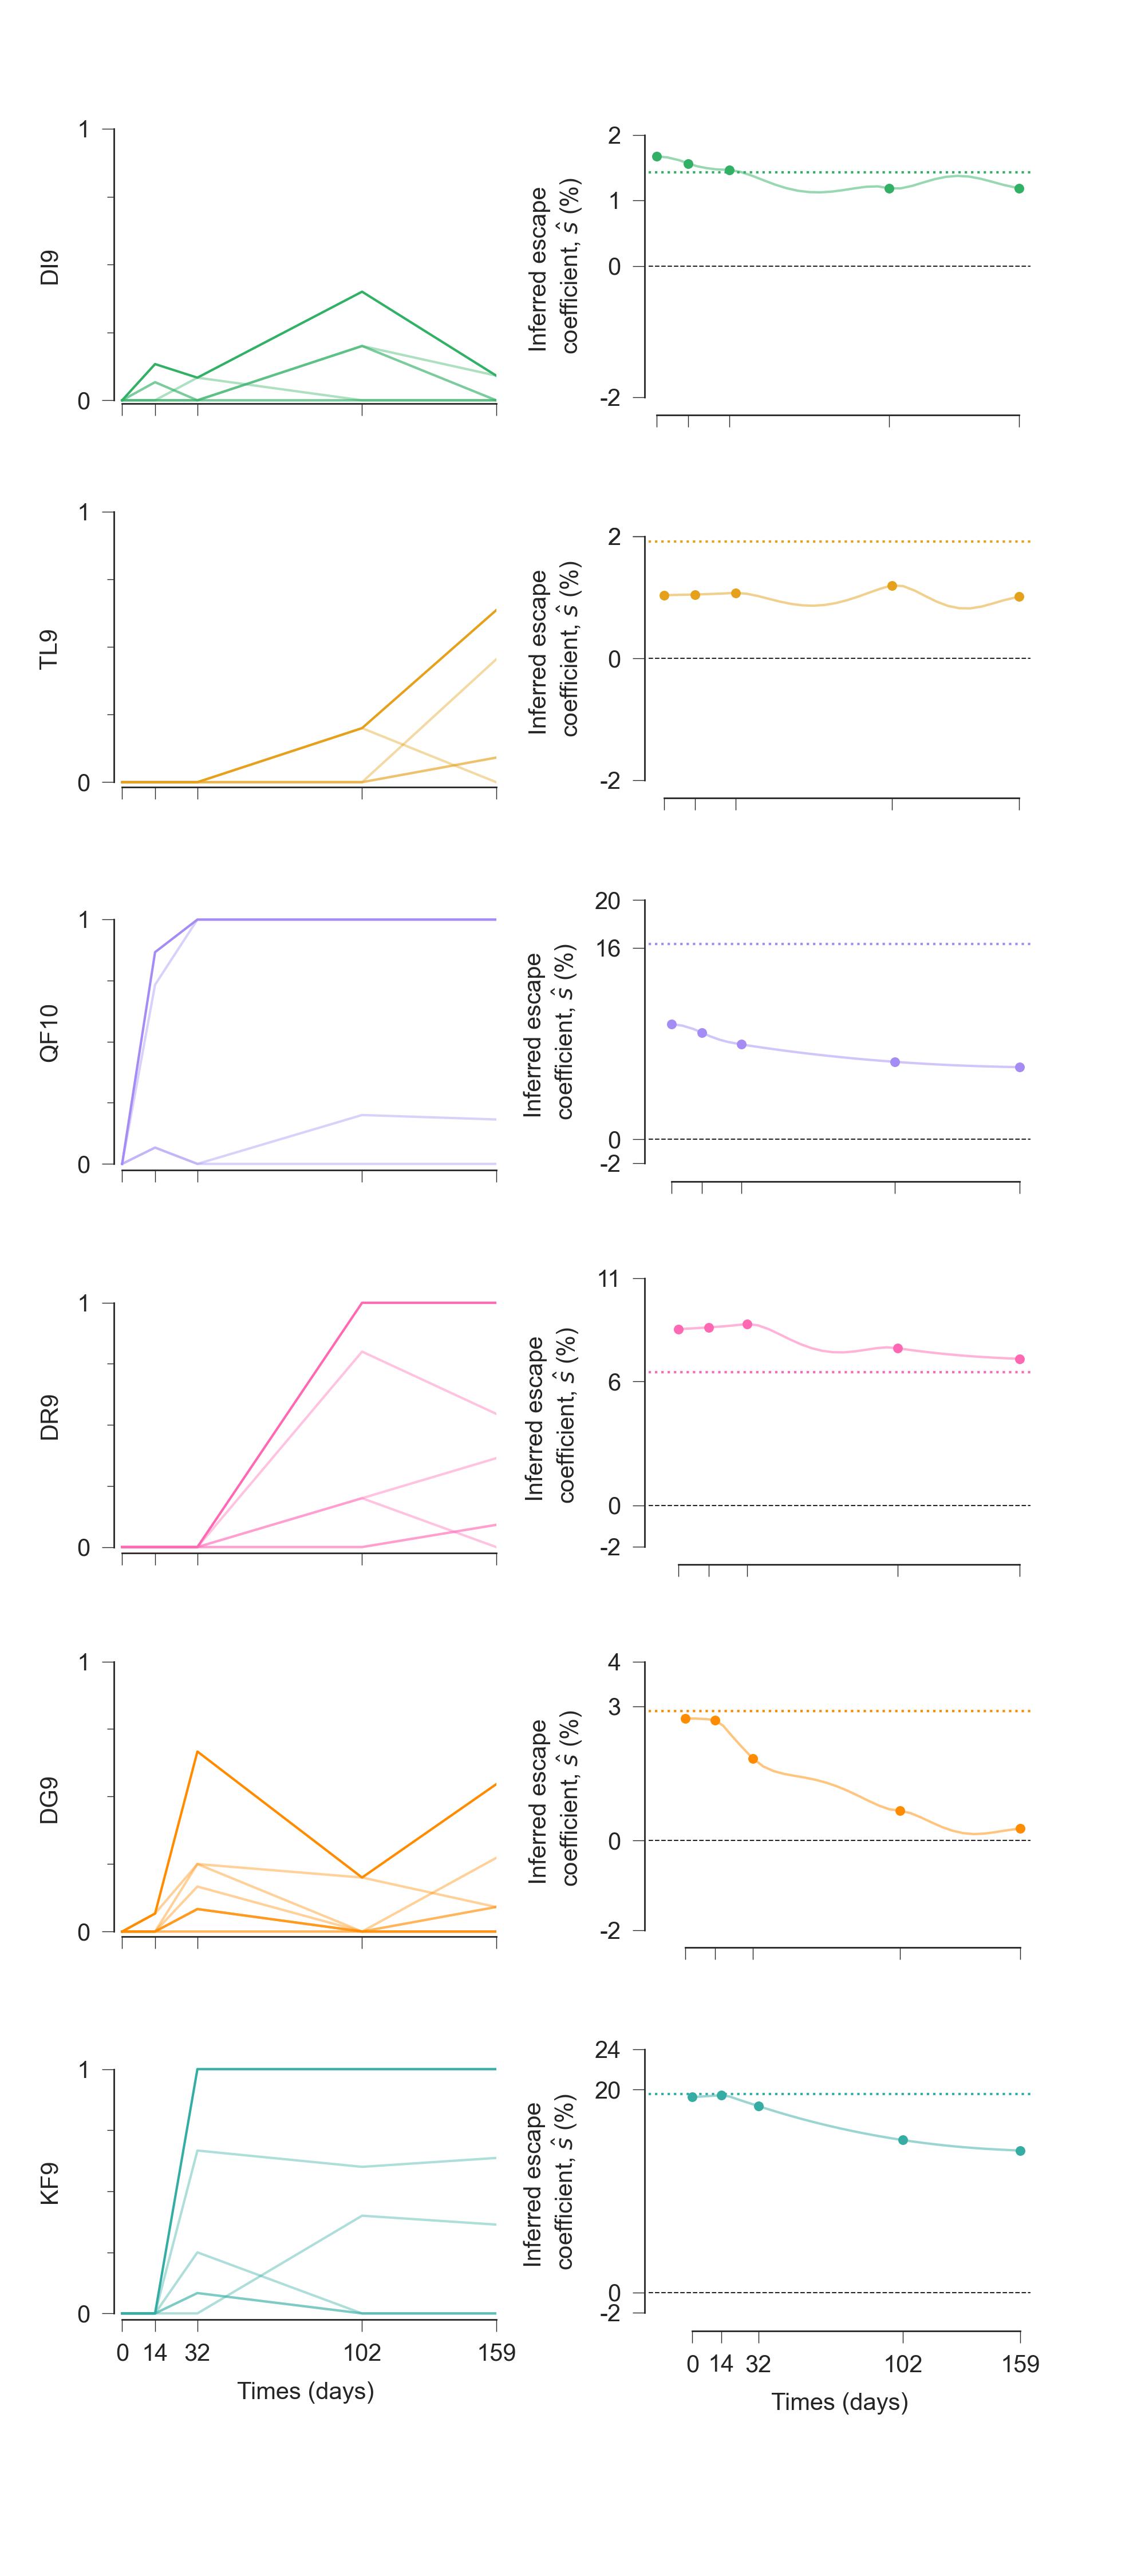 1
0
DI9
Inferred escape
coefficient, ŝ (%)
2
1
0
-2
1
0
TL9
Inferred escape
coefficient, ŝ (%)
2
0
-2
1
0
QF10
Inferred escape
coefficient, ŝ (%)
20
16
0
-2
1
0
DR9
Inferred escape
coefficient, ŝ (%)
11
6
0
-2
1
0
DG9
Inferred escape
coefficient, ŝ (%)
4
3
0
-2
1
0
KF9
Inferred escape
coefficient, ŝ (%)
24
20
0
-2
0 14 32 102 159
Times (days)
0 14 32 102 159
Times (days)